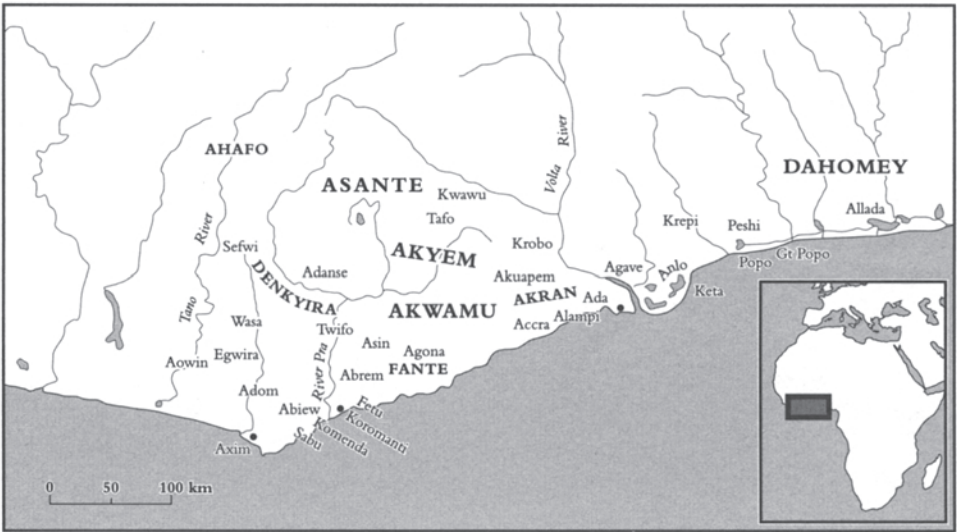 AHAFO
ASANTE
Kwawu
Tafo
Volta River
DAHOMEY
Allada
Krepi
Peshi
Popo
Gt Popo
Tano River
Sefwi
DENKYIRA
Adanse
AKYEM
Krobo
Akuapem
Agave
Anlo
Keta
AKWAMU
AKRAN
Ada
Accra
Alampi
Wasa
Twifo
Asin
Agona
FANTE
Abrem
River Pra
Aowin
Egwira
Adom
Abiew
Fetu
Koromanti
Komenda
Sabu
Axim
0 50 100 km